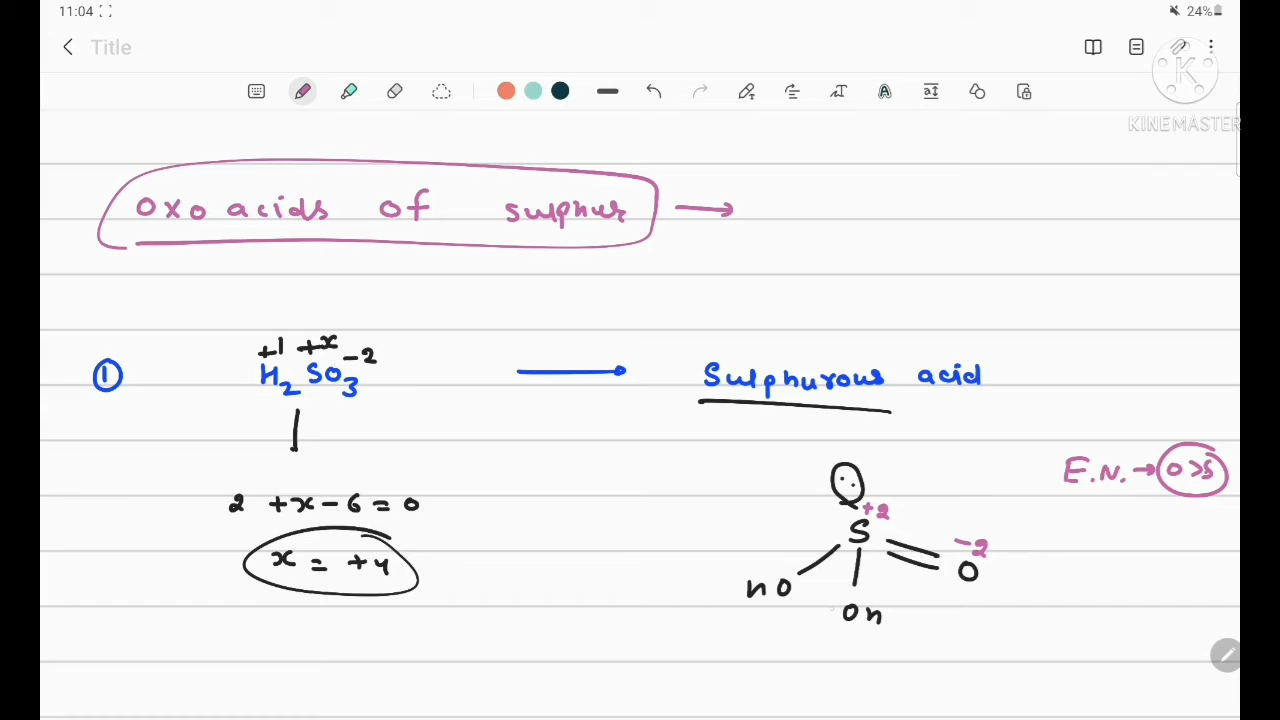 11:04 24%
Title
K
KINEMASTER
oxo acids of sulphur →
+1 +x -2
① H2SO3 → Sulphurous acid
E.N. → O>S
2 +x - 6 = 0
x = +4
+2
S
-2
O
HO
OH